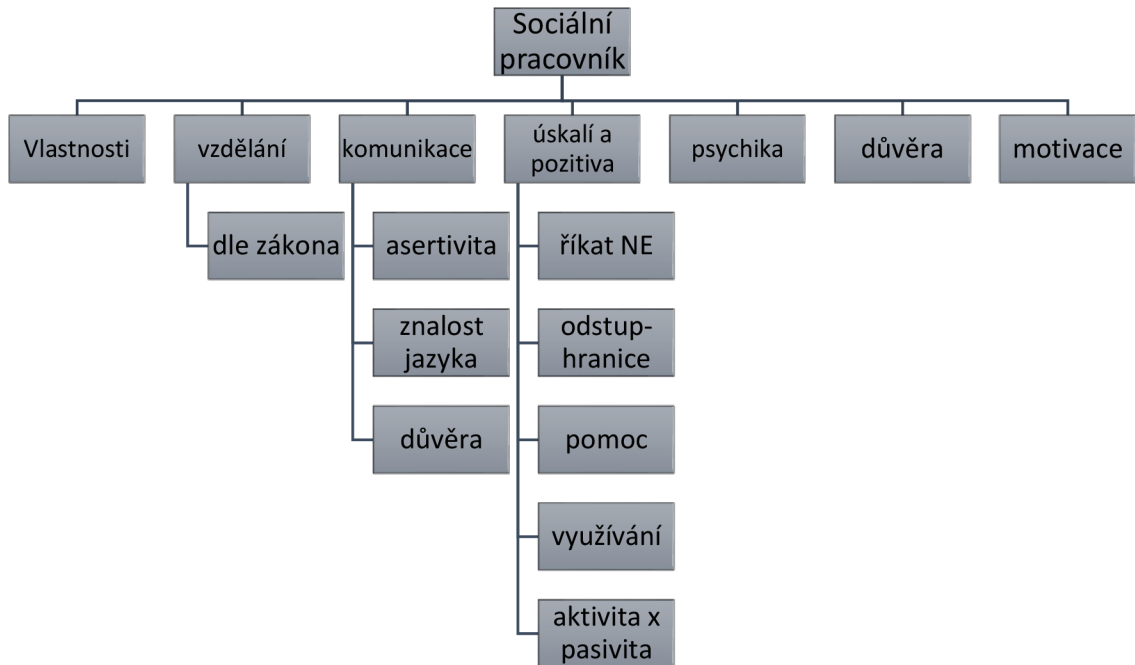 Sociální
pracovník
Vlastnosti
vzdělání
komunikace
úskalí a
pozitiva
psychika
důvěra
motivace
dle zákona
asertivita
znalost
jazyka
důvěra
říkat NE
odstup-
hranice
pomoc
využívání
aktivita x
pasivita